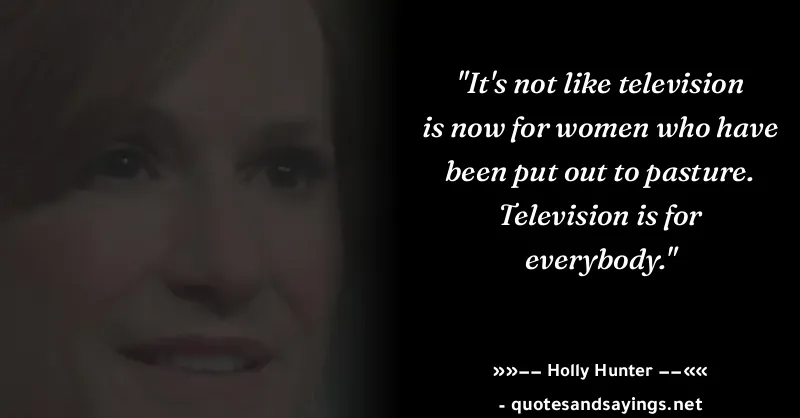 "It's not like television
is now for women who have
been put out to pasture.
Television is for
everybody."
»»−− Holly Hunter −−««
- quotesandsayings.net